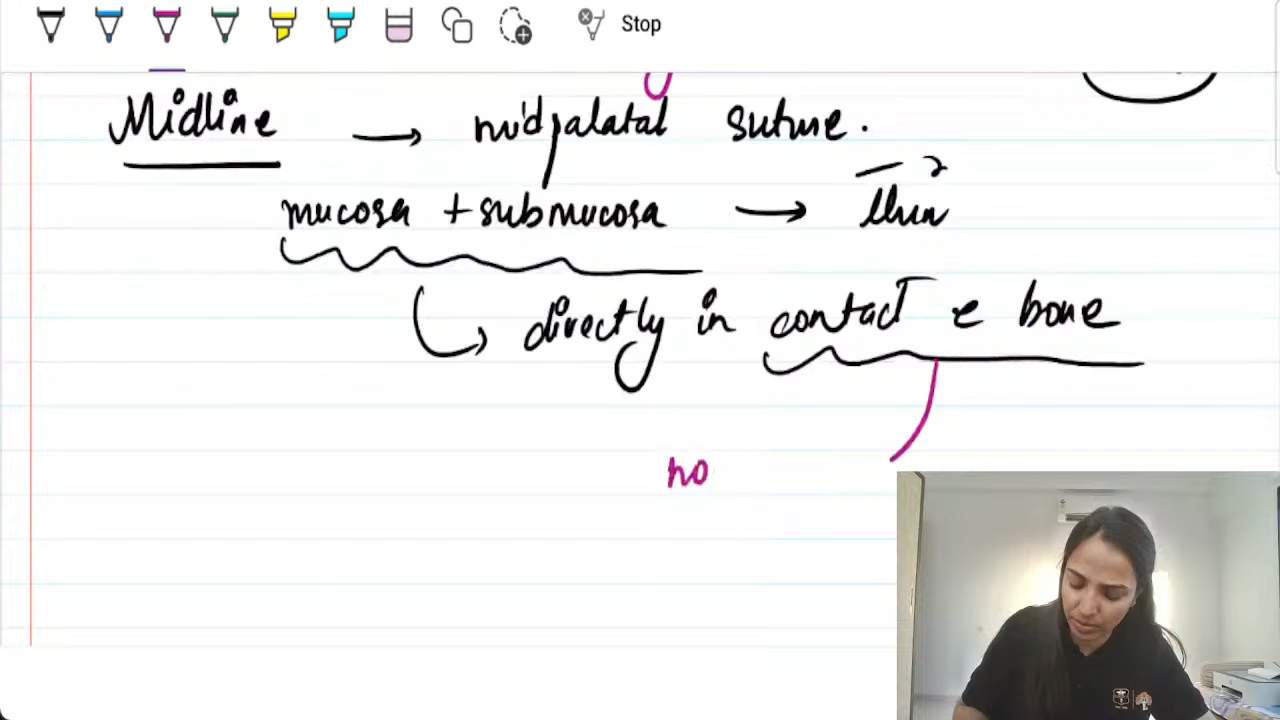 Stop
Midline → midpalatal suture.
mucosa + submucosa → thin
directly in contact c bone
no